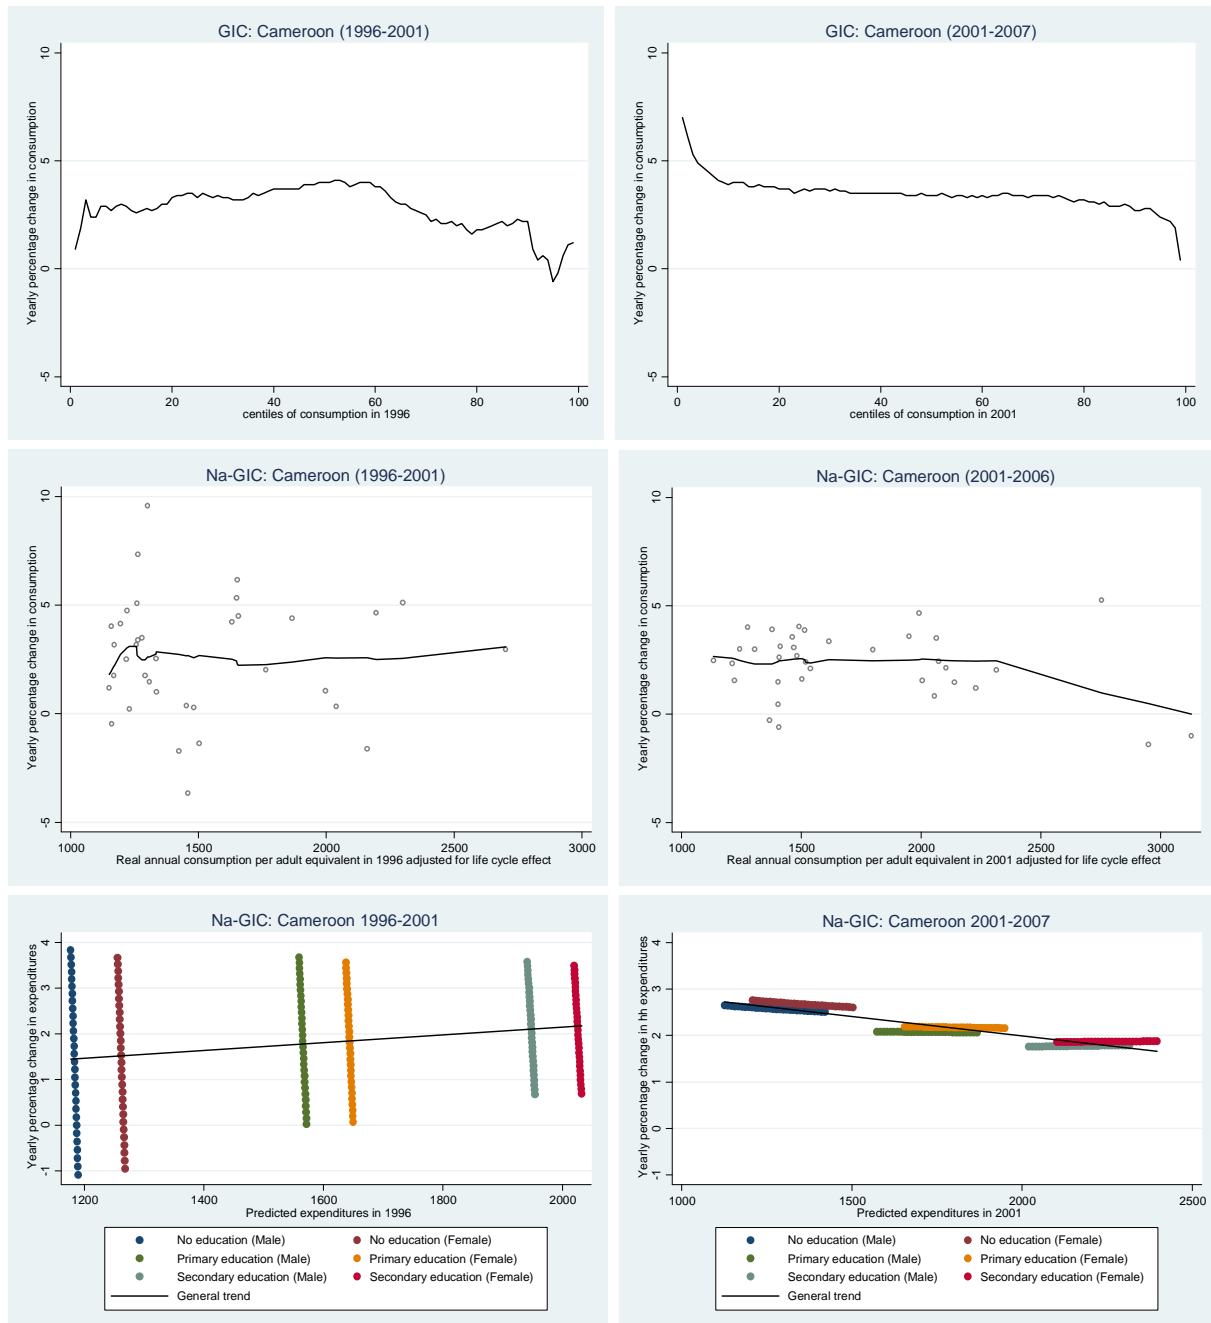 GIC: Cameroon (1996-2001)
Yearly percentage change in consumption
10
5
0
-5
0 20 40 60 80 100
centiles of consumption in 1996
GIC: Cameroon (2001-2007)
Yearly percentage change in consumption
10
5
0
-5
0 20 40 60 80 100
centiles of consumption in 2001
Na-GIC: Cameroon (1996-2001)
Yearly percentage change in consumption
10
5
0
-5
1000 1500 2000 2500 3000
Real annual consumption per adult equivalent in 1996 adjusted for life cycle effect
Na-GIC: Cameroon (2001-2006)
Yearly percentage change in consumption
10
5
0
-5
1000 1500 2000 2500 3000
Real annual consumption per adult equivalent in 2001 adjusted for life cycle effect
Na-GIC: Cameroon 1996-2001
Yearly percentage change in expenditures
4
3
2
1
0
-1
1200 1400 1600 1800 2000
Predicted expenditures in 1996
No education (Male) No education (Female)
Primary education (Male) Primary education (Female)
Secondary education (Male) Secondary education (Female)
General trend
Na-GIC: Cameroon 2001-2007
Yearly percentage change in hh expenditures
4
3
2
1
0
-1
1000 1500 2000 2500
Predicted expenditures in 2001
No education (Male) No education (Female)
Primary education (Male) Primary education (Female)
Secondary education (Male) Secondary education (Female)
General trend